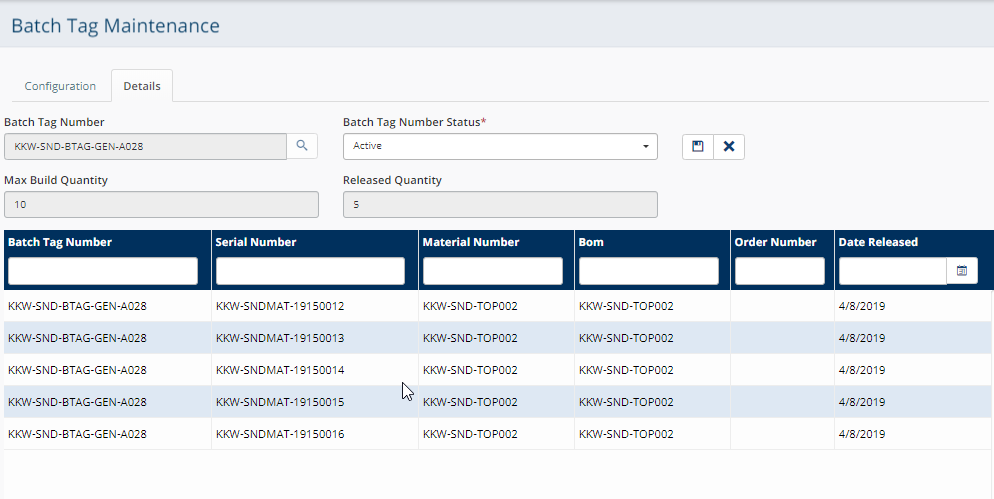 Batch Tag Maintenance
Configuration Details
Batch Tag Number Batch Tag Number Status*
KKW-SND-BTAG-GEN-A028 Active
Max Build Quantity Released Quantity
10 5
Batch Tag Number Serial Number Material Number Bom Order Number Date Released
KKW-SND-BTAG-GEN-A028 KKW-SNDMAT-19150012 KKW-SND-TOP002 KKW-SND-TOP002 4/8/2019
KKW-SND-BTAG-GEN-A028 KKW-SNDMAT-19150013 KKW-SND-TOP002 KKW-SND-TOP002 4/8/2019
KKW-SND-BTAG-GEN-A028 KKW-SNDMAT-19150014 KKW-SND-TOP002 KKW-SND-TOP002 4/8/2019
KKW-SND-BTAG-GEN-A028 KKW-SNDMAT-19150015 KKW-SND-TOP002 KKW-SND-TOP002 4/8/2019
KKW-SND-BTAG-GEN-A028 KKW-SNDMAT-19150016 KKW-SND-TOP002 KKW-SND-TOP002 4/8/2019